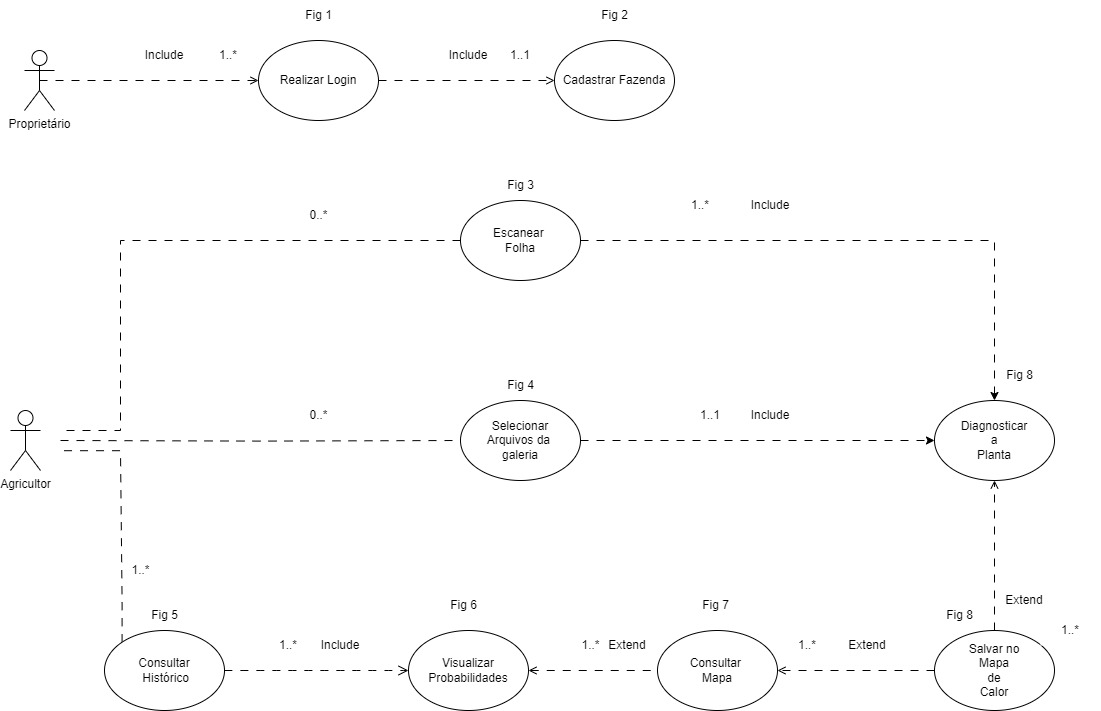 Fig 1
Fig 2
Include 1..*
Include 1..1
Realizar Login
Cadastrar Fazenda
Proprietário
Fig 3
0..*
1..* Include
Escanear
Folha
Fig 8
Fig 4
0..*
1..1 Include
Selecionar
Arquivos da
galeria
Diagnosticar
a
Planta
Agricultor
1..*
Extend
Fig 5
Fig 6
Fig 7
Fig 8
1..*
1..* Include
1..* Extend
1..* Extend
Consultar
Histórico
Visualizar
Probabilidades
Consultar
Mapa
Salvar no
Mapa
de
Calor